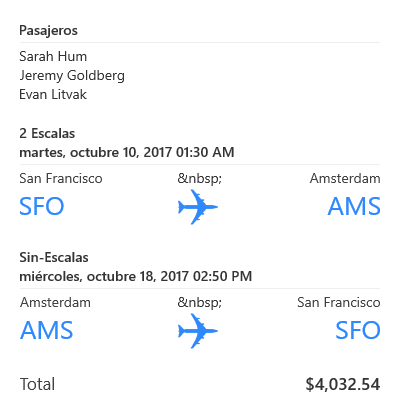 Pasajeros
Sarah Hum
Jeremy Goldberg
Evan Litvak
2 Escalas
martes, octubre 10, 2017 01:30 AM
San Francisco &nbsp; Amsterdam
SFO AMS
Sin-Escalas
miércoles, octubre 18, 2017 02:50 PM
Amsterdam &nbsp; San Francisco
AMS SFO
Total $4,032.54